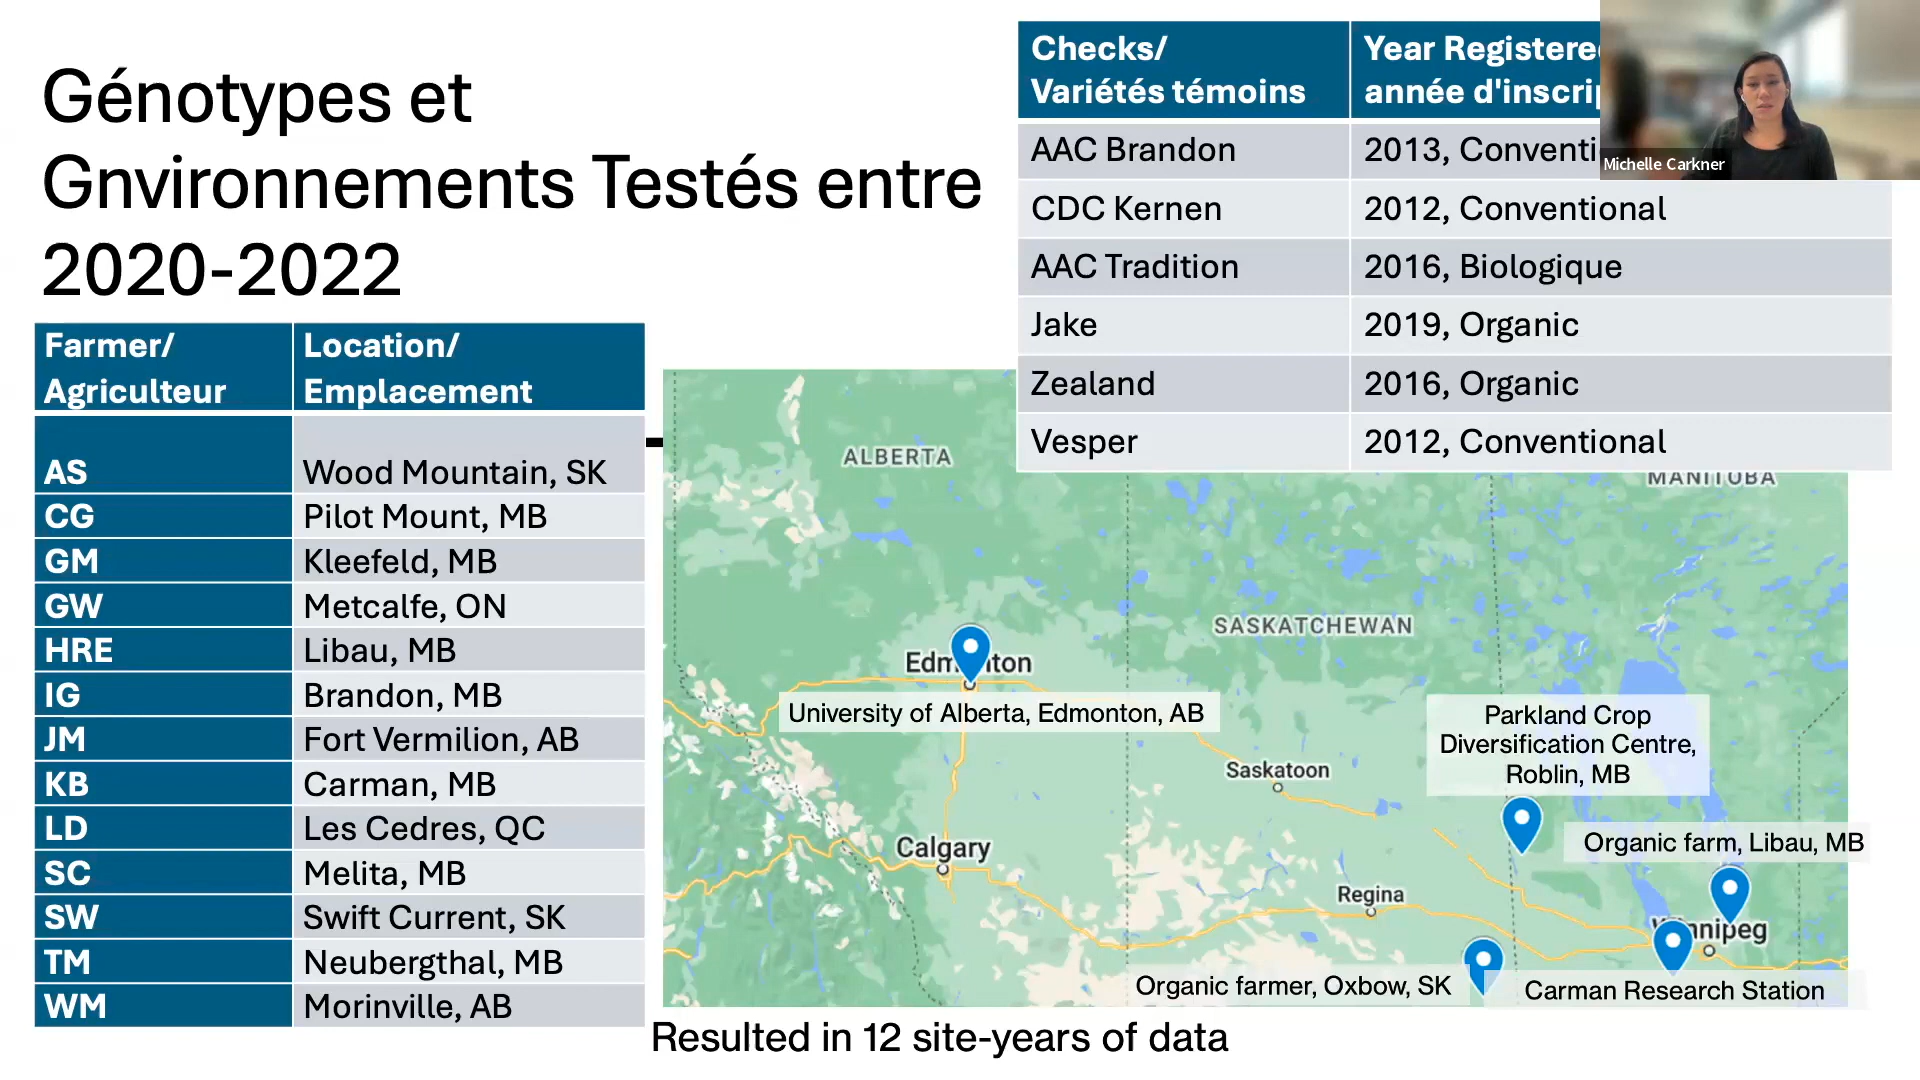 Génotypes et
Gnvironnements Testés entre
2020-2022
Checks/
Variétés témoins
Year Registered
année d'inscrip
AAC Brandon 2013, Conventi
CDC Kernen 2012, Conventional
AAC Tradition 2016, Biologique
Jake 2019, Organic
Zealand 2016, Organic
Vesper 2012, Conventional
Michelle Carkner
Farmer/
Agriculteur
Location/
Emplacement
AS Wood Mountain, SK
CG Pilot Mount, MB
GM Kleefeld, MB
GW Metcalfe, ON
HRE Libau, MB
IG Brandon, MB
JM Fort Vermilion, AB
KB Carman, MB
LD Les Cedres, QC
SC Melita, MB
SW Swift Current, SK
TM Neubergthal, MB
WM Morinville, AB
ALBERTA
MANITOBA
SASKATCHEWAN
Edmonton
University of Alberta, Edmonton, AB
Parkland Crop
Diversification Centre,
Roblin, MB
Saskatoon
Organic farm, Libau, MB
Calgary
Regina
Winnipeg
Organic farmer, Oxbow, SK
Carman Research Station
Resulted in 12 site-years of data